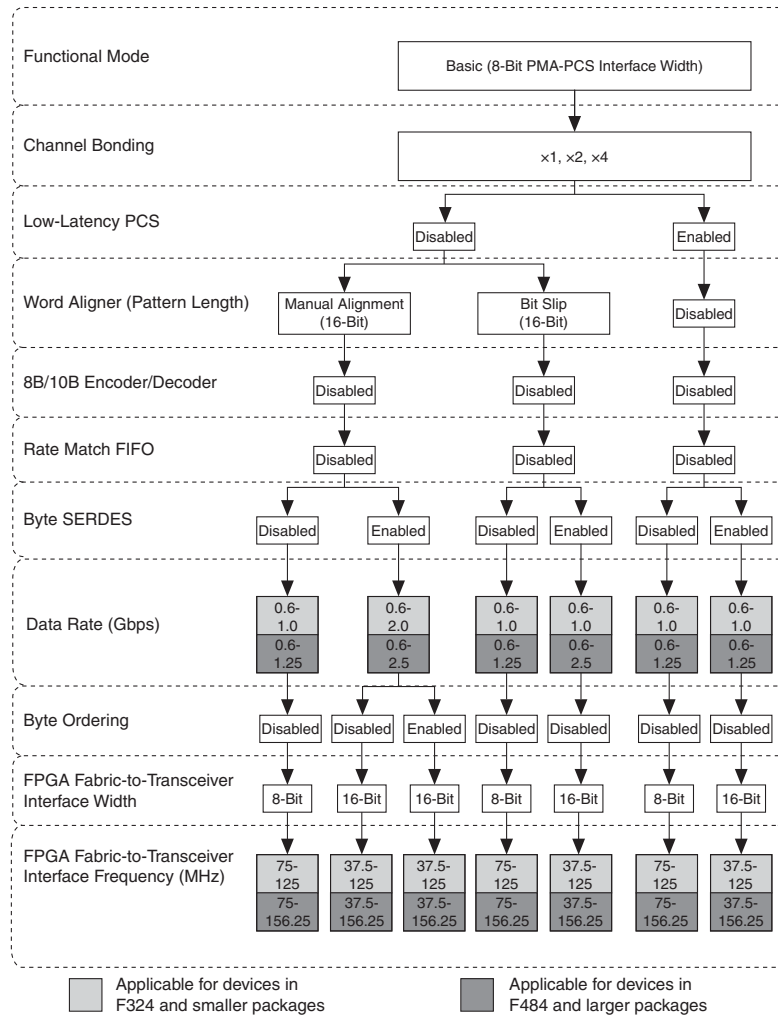 Functional Mode
Basic (8-Bit PMA-PCS Interface Width)
Channel Bonding
×1, ×2, ×4
Low-Latency PCS
Disabled
Enabled
Word Aligner (Pattern Length)
Manual Alignment
(16-Bit)
Bit Slip
(16-Bit)
Disabled
8B/10B Encoder/Decoder
Disabled
Disabled
Disabled
Rate Match FIFO
Disabled
Disabled
Disabled
Byte SERDES
Disabled
Enabled
Disabled
Enabled
Disabled
Enabled
Data Rate (Gbps)
0.6-
1.0
0.6-
1.25
0.6-
2.0
0.6-
2.5
0.6-
1.0
0.6-
1.25
0.6-
1.0
0.6-
2.5
0.6-
1.0
0.6-
1.25
0.6-
1.0
0.6-
1.25
Byte Ordering
Disabled
Disabled
Enabled
Disabled
Disabled
Disabled
Disabled
FPGA Fabric-to-Transceiver
Interface Width
8-Bit
16-Bit
16-Bit
8-Bit
16-Bit
8-Bit
16-Bit
FPGA Fabric-to-Transceiver
Interface Frequency (MHz)
75-
125
75-
156.25
37.5-
125
37.5-
156.25
37.5-
125
37.5-
156.25
75-
125
75-
156.25
37.5-
125
37.5-
156.25
75-
125
75-
156.25
37.5-
125
37.5-
156.25
Applicable for devices in
F324 and smaller packages
Applicable for devices in
F484 and larger packages